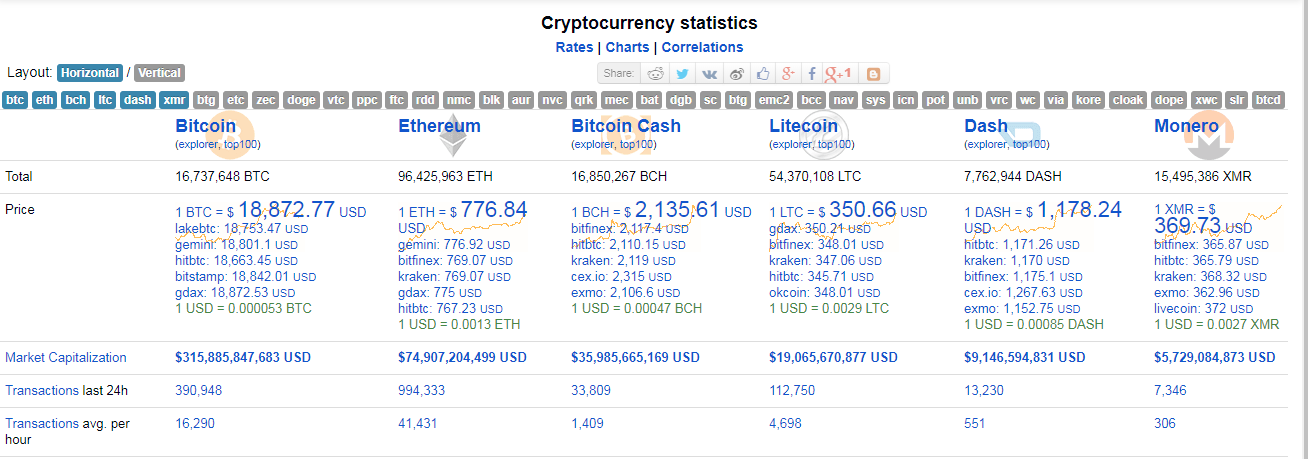 Cryptocurrency statistics
Rates | Charts | Correlations
Layout: Horizontal / Vertical
Share: g+ f g+1
btc eth bch ltc dash xmr btg etc zec doge vtc ppc ftc rdd nmc blk aur nvc qrk mec bat dgb sc btg emc2 bcc nav sys icn pot unb vrc wc via kore cloak dope xwc slr btcd
Bitcoin Ethereum Bitcoin Cash Litecoin Dash Monero
(explorer, top100) (explorer, top100) (explorer, top100) (explorer, top100) (explorer, top100) (explorer, top100)
Total 16,737,648 BTC 96,425,963 ETH 16,850,267 BCH 54,370,108 LTC 7,762,944 DASH 15,495,386 XMR
Price
1 BTC = $ 18,872.77 USD
lakebtc: 18,753.47 USD
gemini: 18,801.1 USD
hitbtc: 18,663.45 USD
bitstamp: 18,842.01 USD
gdax: 18,872.53 USD
1 USD = 0.000053 BTC
1 ETH = $ 776.84
USD
gemini: 776.92 USD
bitfinex: 769.07 USD
kraken: 769.07 USD
gdax: 775 USD
hitbtc: 767.23 USD
1 USD = 0.0013 ETH
1 BCH = $ 2,135.61 USD
bitfinex: 2,117.4 USD
hitbtc: 2,110.15 USD
kraken: 2,119 USD
cex.io: 2,315 USD
exmo: 2,106.6 USD
1 USD = 0.00047 BCH
1 LTC = $ 350.66 USD
gdax: 350.21 USD
bitfinex: 348.01 USD
kraken: 347.06 USD
hitbtc: 345.71 USD
okcoin: 348.01 USD
1 USD = 0.0029 LTC
1 DASH = $ 1,178.24
USD
hitbtc: 1,171.26 USD
kraken: 1,170 USD
bitfinex: 1,175.1 USD
cex.io: 1,267.63 USD
exmo: 1,152.75 USD
1 USD = 0.00085 DASH
1 XMR = $
369.73 USD
bitfinex: 365.87 USD
hitbtc: 365.79 USD
kraken: 368.32 USD
exmo: 362.96 USD
livecoin: 372 USD
1 USD = 0.0027 XMR
Market Capitalization $315,885,847,683 USD $74,907,204,499 USD $35,985,665,169 USD $19,065,670,877 USD $9,146,594,831 USD $5,729,084,873 USD
Transactions last 24h 390,948 994,333 33,809 112,750 13,230 7,346
Transactions avg. per
hour
16,290 41,431 1,409 4,698 551 306